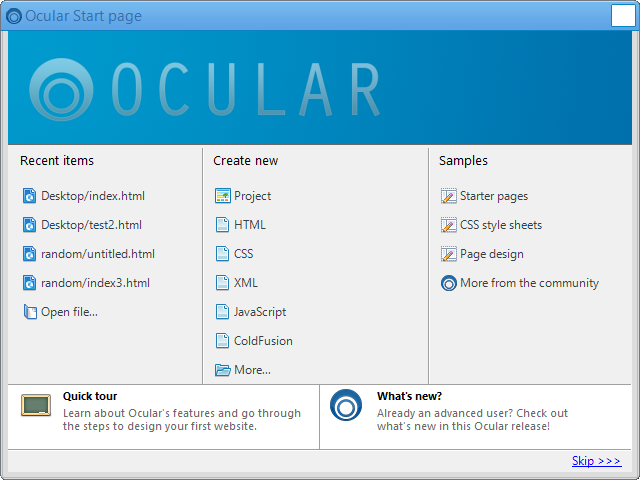 Ocular Start page
OCULAR
Recent items
Desktop/index.html
Desktop/test2.html
random/untitled.html
random/index3.html
Open file...
Create new
Project
HTML
CSS
XML
JavaScript
ColdFusion
More...
Samples
Starter pages
CSS style sheets
Page design
More from the community
Quick tour
Learn about Ocular's features and go through
the steps to design your first website.
What's new?
Already an advanced user? Check out
what's new in this Ocular release!
Skip >>>